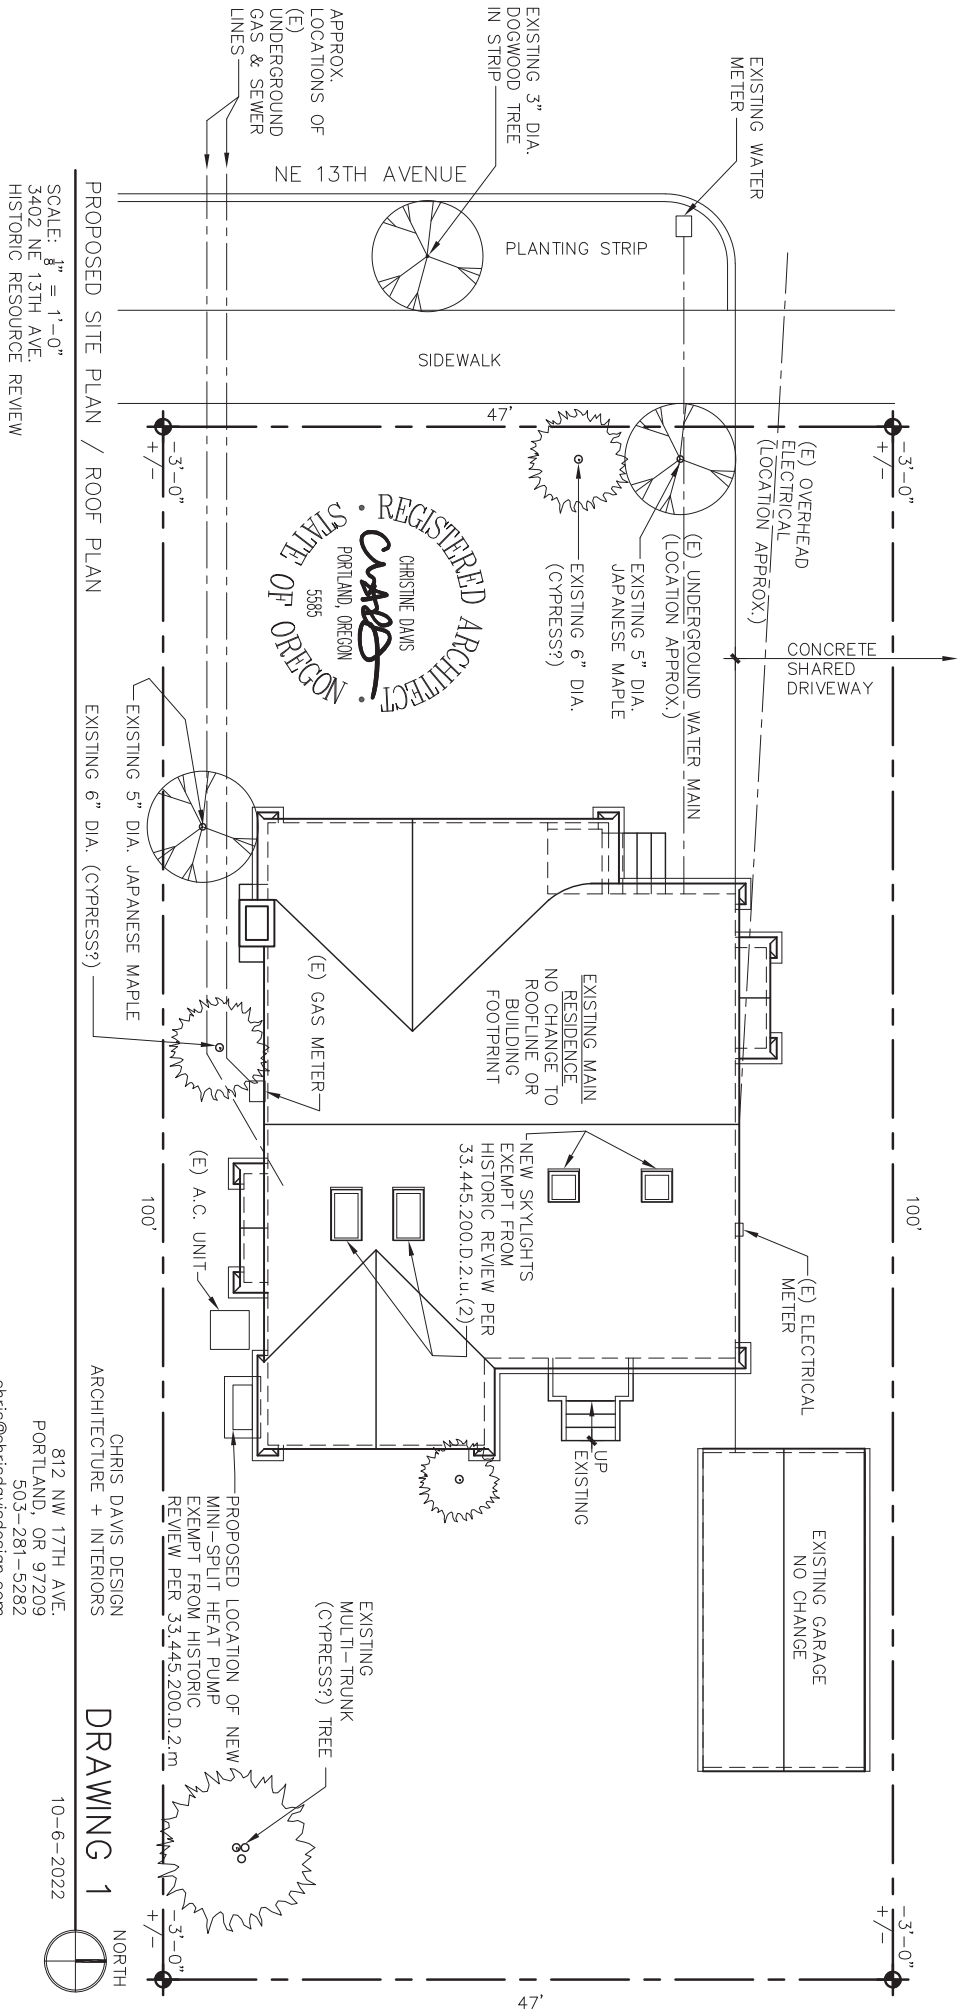 EXISTING WATER
METER
EXISTING 3" DIA.
DOGWOOD TREE
IN STRIP
APPROX.
LOCATIONS OF
(E)
UNDERGROUND
GAS & SEWER
LINES
NE 13TH AVENUE
PLANTING STRIP
SIDEWALK
47'
-3'-0"
+/-
-3'-0"
+/-
(E) OVERHEAD
ELECTRICAL
(LOCATION APPROX.)
CONCRETE
SHARED
DRIVEWAY
(E) UNDERGROUND WATER MAIN
(LOCATION APPROX.)
EXISTING 5" DIA.
JAPANESE MAPLE
EXISTING 6" DIA.
(CYPRESS?)
REGISTERED ARCHITECT
CHRISTINE DAVIS
PORTLAND, OREGON
5585
STATE OF OREGON
EXISTING 5" DIA. JAPANESE MAPLE
EXISTING 6" DIA. (CYPRESS?)
EXISTING MAIN
RESIDENCE
NO CHANGE TO
ROOFLINE OR
BUILDING
FOOTPRINT
(E) GAS METER
NEW SKYLIGHTS
EXEMPT FROM
HISTORIC REVIEW PER
33.445.200.D.2.u.(2)
(E) A.C. UNIT
100'
100'
(E) ELECTRICAL
METER
UP
EXISTING
EXISTING GARAGE
NO CHANGE
PROPOSED LOCATION OF NEW
MINI-SPLIT HEAT PUMP
EXEMPT FROM HISTORIC
REVIEW PER 33.445.200.D.2.m
EXISTING
MULTI-TRUNK
(CYPRESS?) TREE
-3'-0"
+/-
-3'-0"
+/-
47'
PROPOSED SITE PLAN / ROOF PLAN
SCALE: 1/8" = 1'-0"
3402 NE 13TH AVE.
HISTORIC RESOURCE REVIEW
CHRIS DAVIS DESIGN
ARCHITECTURE + INTERIORS
812 NW 17TH AVE.
PORTLAND, OR 97209
503-281-5282
chris@chrisdavisdesign.com
DRAWING 1
10-6-2022
NORTH